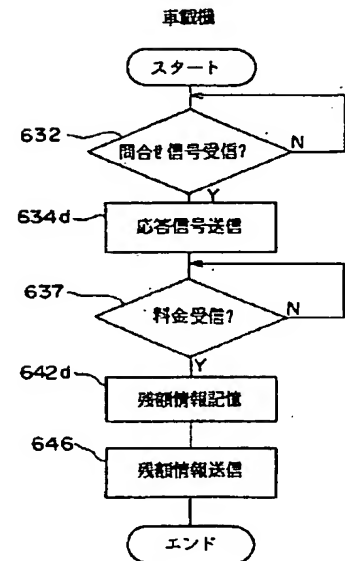 車載機
スタート
632
問合せ信号受信?
N
Y
634d
応答信号送信
637
料金受信?
N
Y
642d
残額情報記憶
646
残額情報送信
エンド